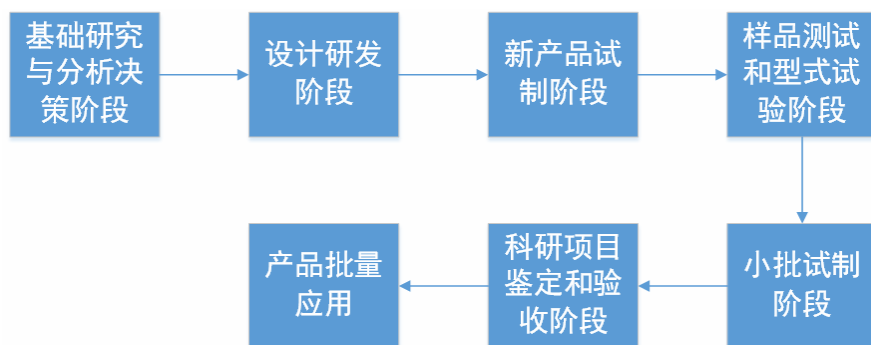 基础研究
与分析决
策阶段
设计研发
阶段
新产品试
制阶段
样品测试
和型式试
验阶段
小批试制
阶段
科研项目
鉴定和验
收阶段
产品批量
应用